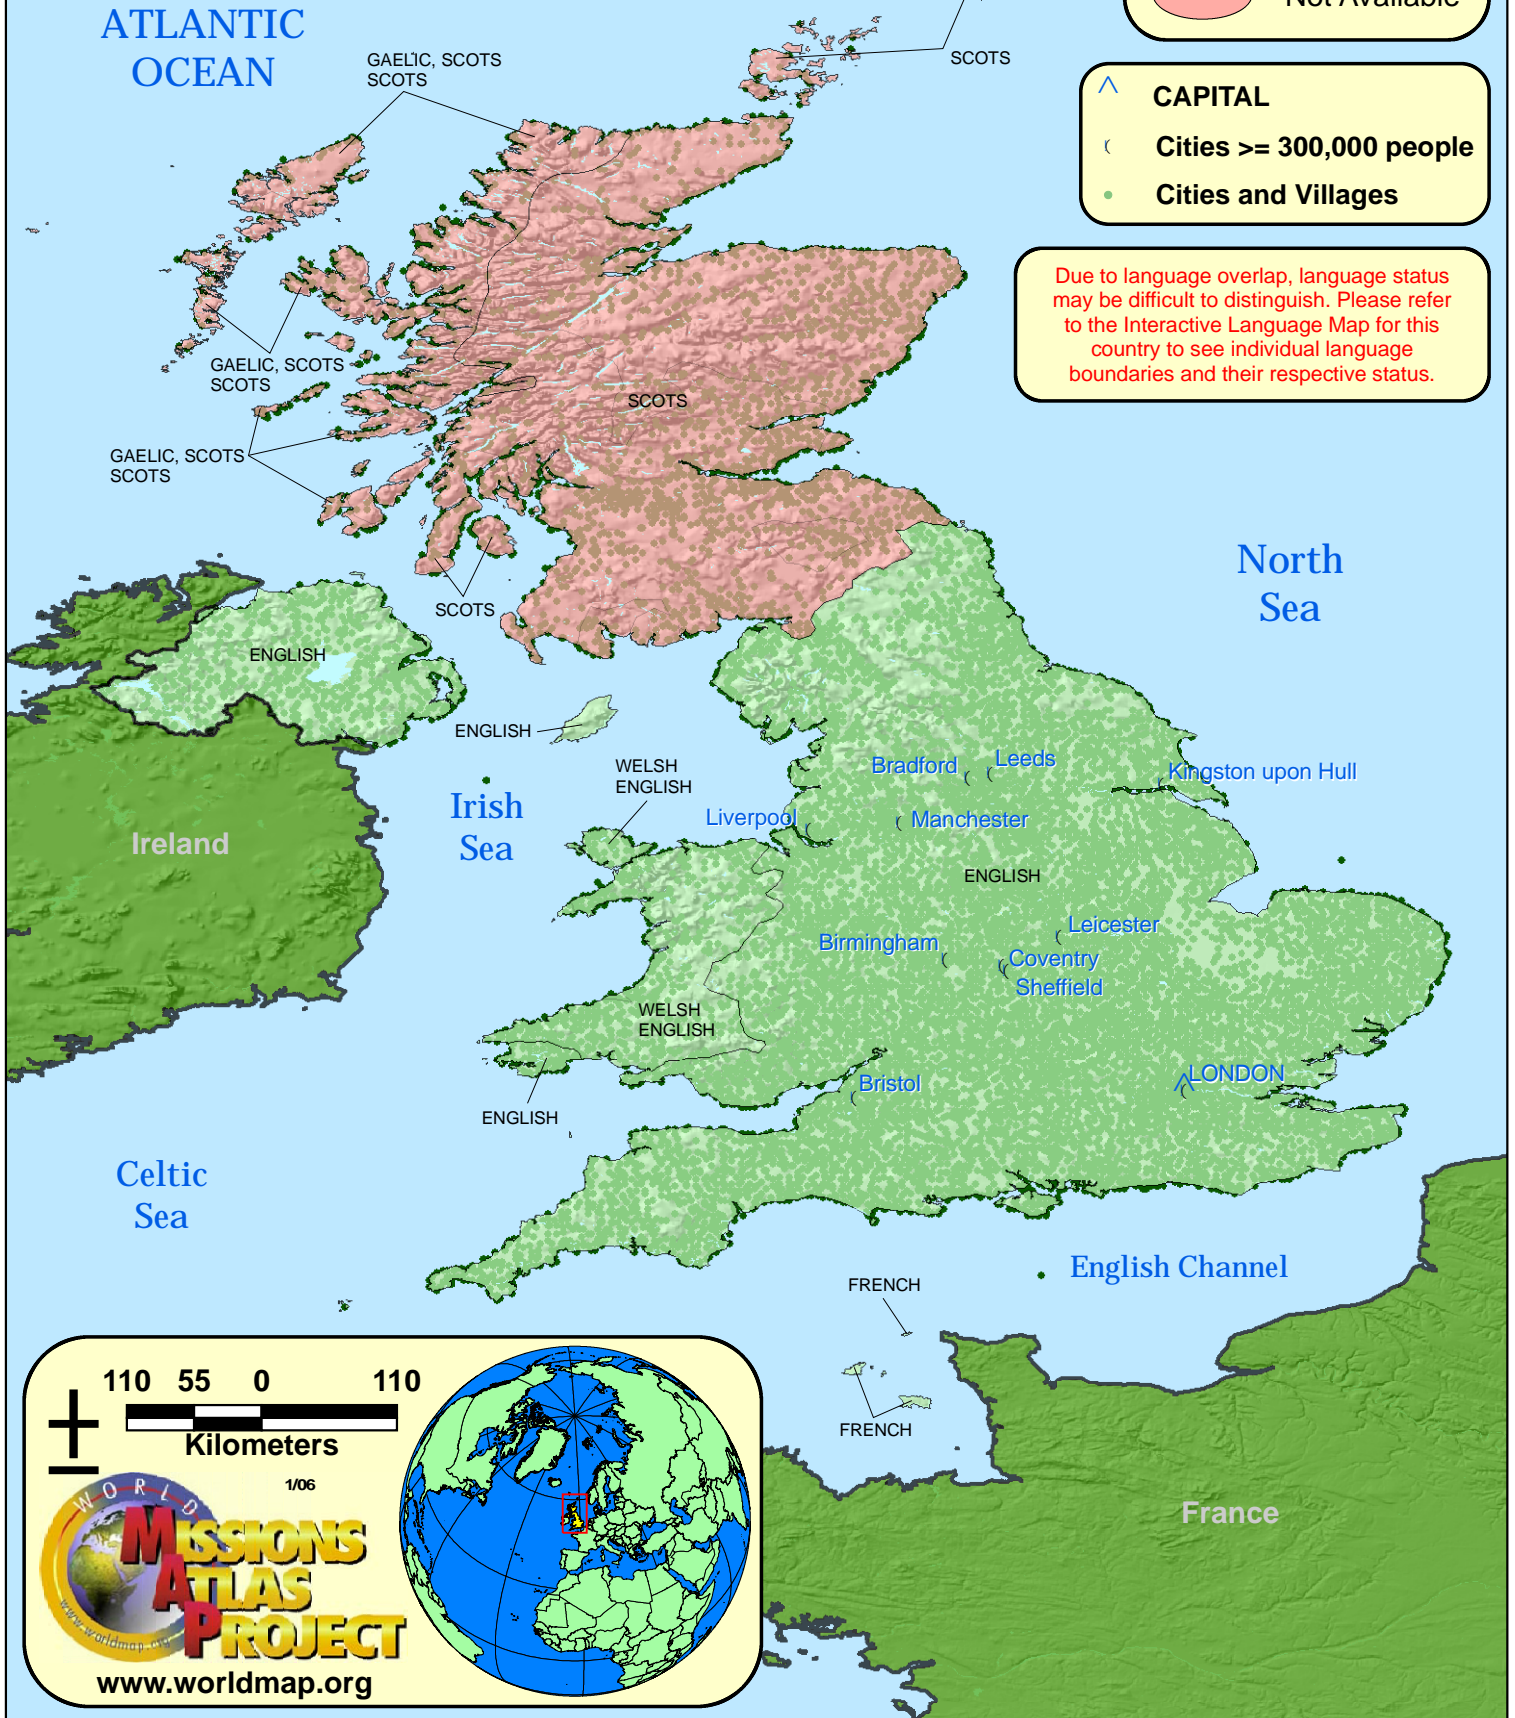 Not Available
ATLANTIC
OCEAN
GAELIC, SCOTS
SCOTS
SCOTS
CAPITAL
Cities >= 300,000 people
Cities and Villages
Due to language overlap, language status
may be difficult to distinguish. Please refer
to the Interactive Language Map for this
country to see individual language
boundaries and their respective status.
GAELIC, SCOTS
SCOTS
SCOTS
GAELIC, SCOTS
SCOTS
North
Sea
SCOTS
ENGLISH
ENGLISH
WELSH
ENGLISH
Bradford
Leeds
Kingston upon Hull
Irish
Sea
Liverpool
Manchester
Ireland
ENGLISH
Leicester
Birmingham
Coventry
Sheffield
WELSH
ENGLISH
LONDON
Bristol
ENGLISH
Celtic
Sea
English Channel
FRENCH
FRENCH
110 55 0 110
Kilometers
1/06
WORLD
MISSIONS
ATLAS
PROJECT
www.worldmap.org
www.worldmap.org
France